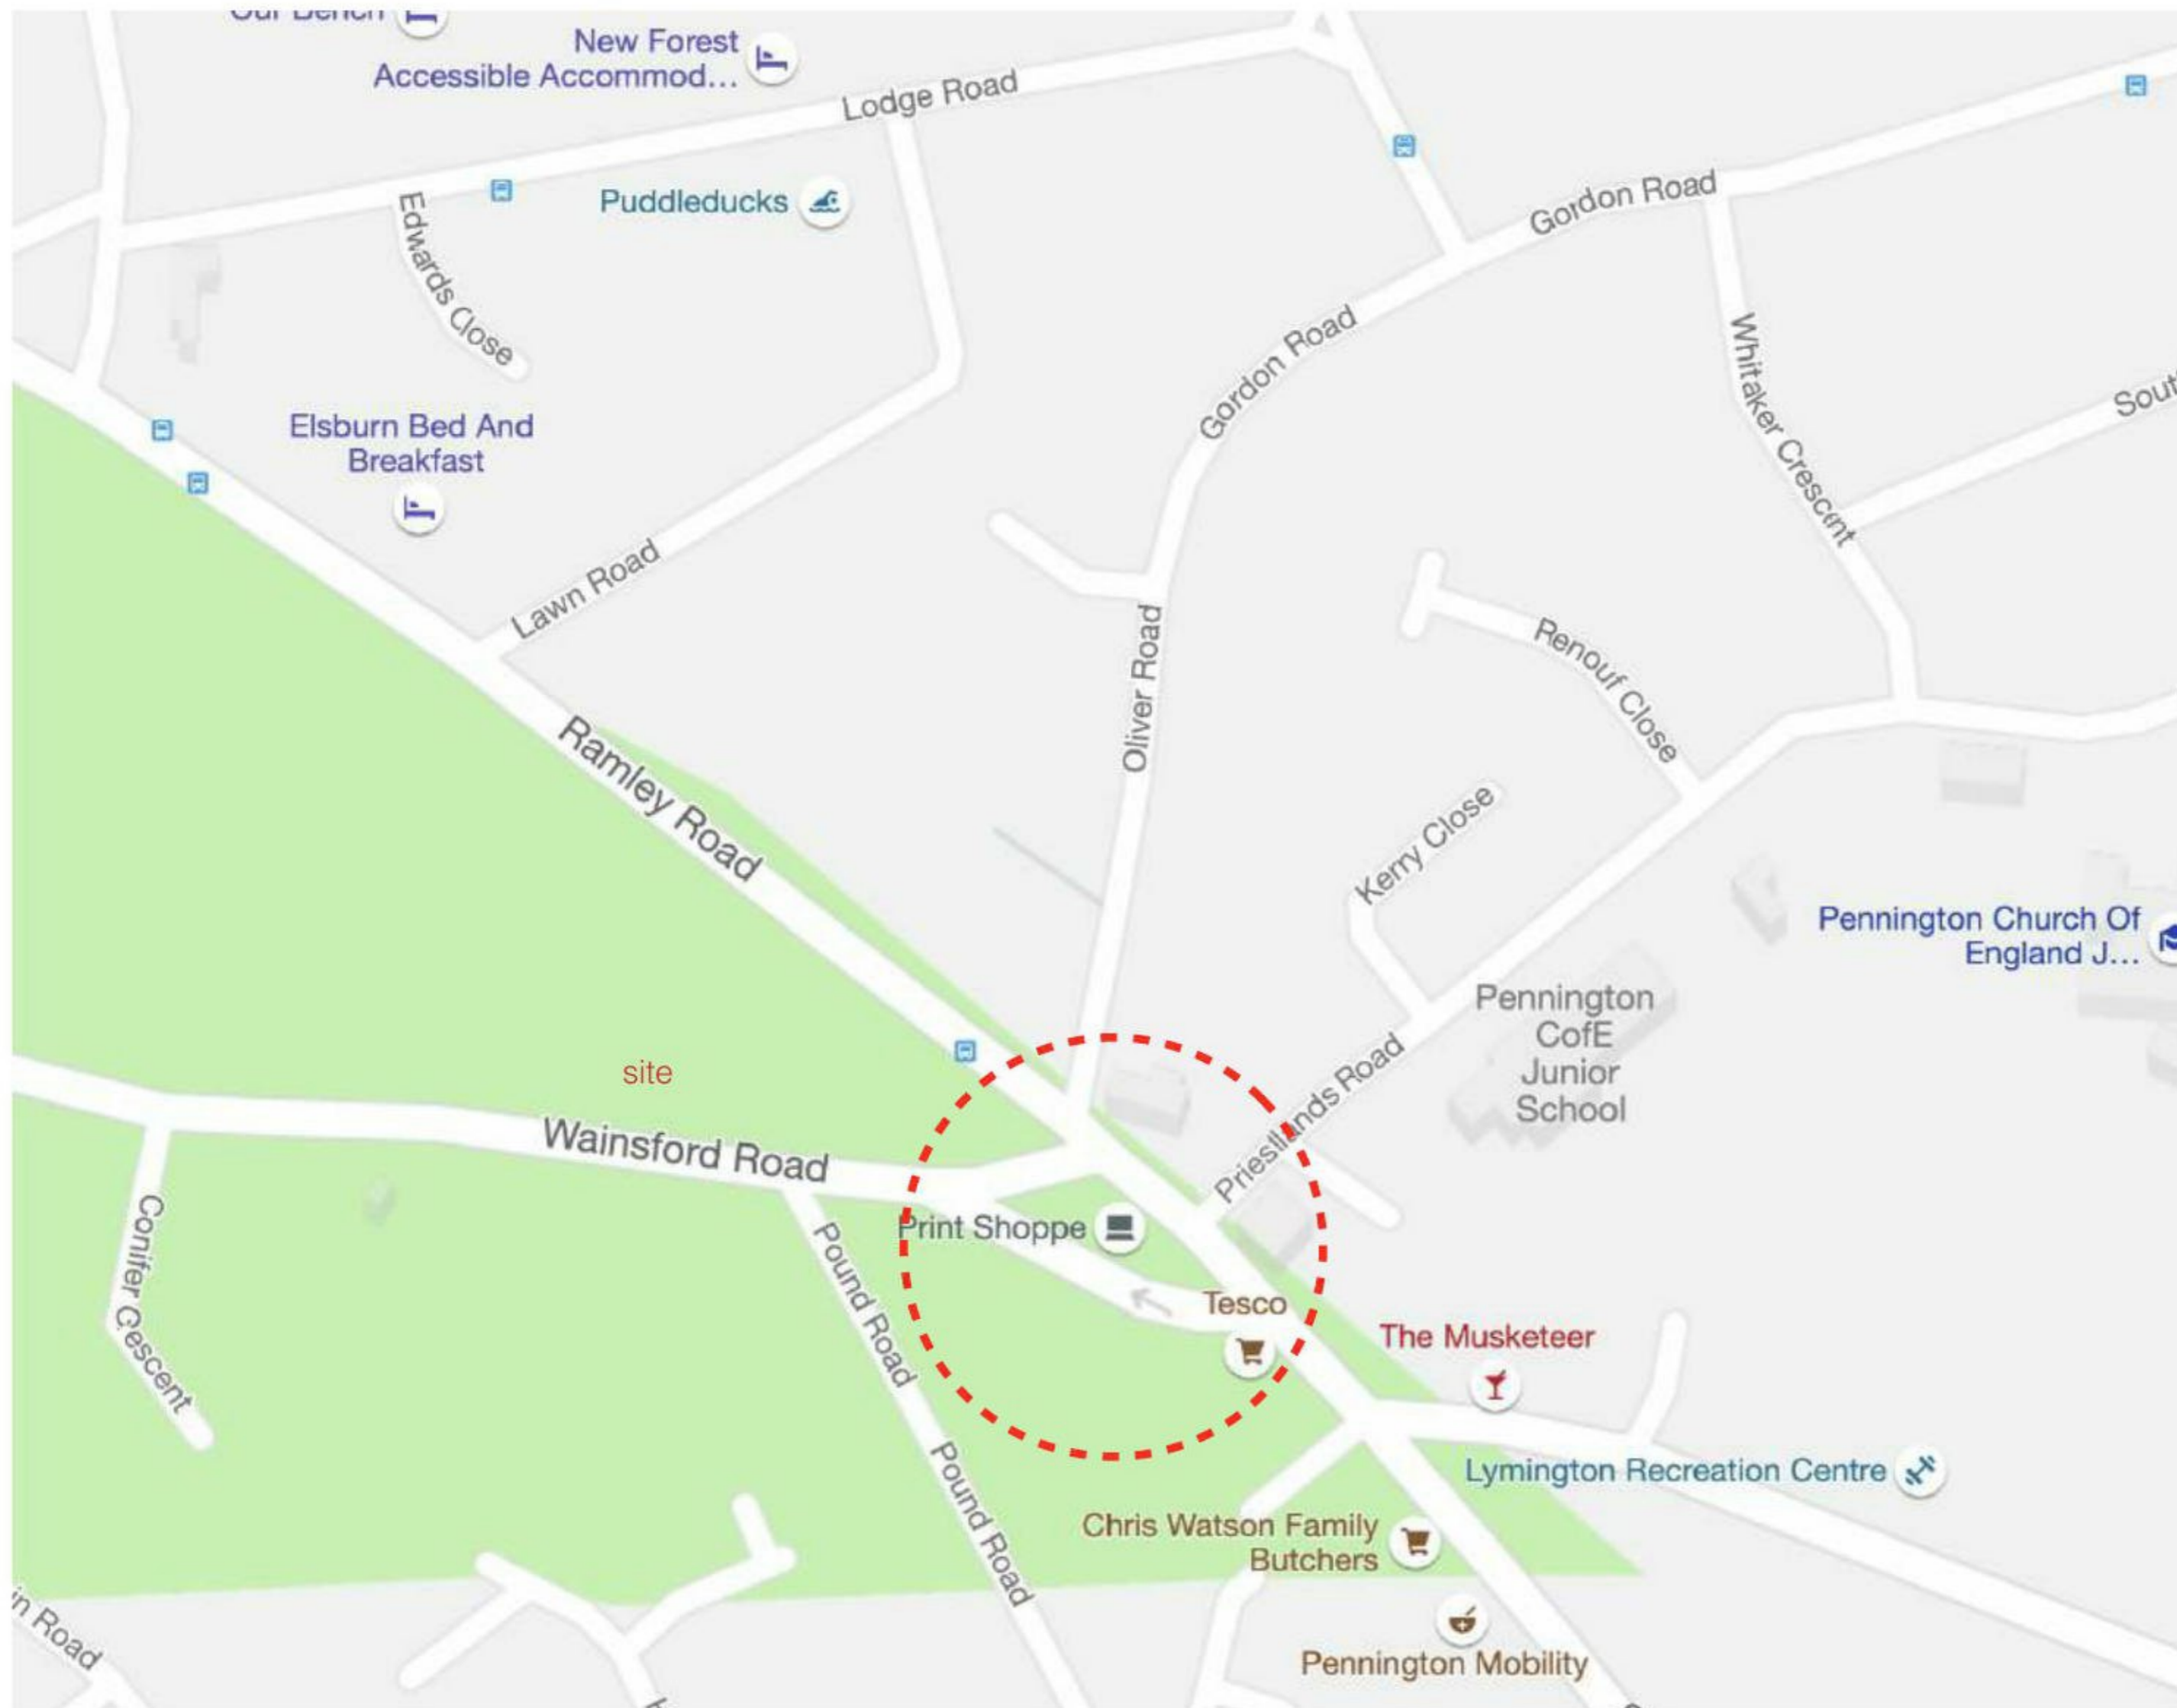 Our Bench
New Forest
Accessible Accommod...
Lodge Road
Puddleducks
Gordon Road
Edwards Close
Gordon Road
Whitaker Crescent
Elsburn Bed And
Breakfast
Lawn Road
Oliver Road
Renouf Close
Ramley Road
Kerry Close
Pennington Church Of
England J...
Pennington
CofE
Junior
School
site
Priestlands Road
Wainsford Road
Print Shoppe
Conifer Crescent
Pound Road
Tesco
The Musketeer
Pound Road
Lymington Recreation Centre
Chris Watson Family
Butchers
Road
Pennington Mobility